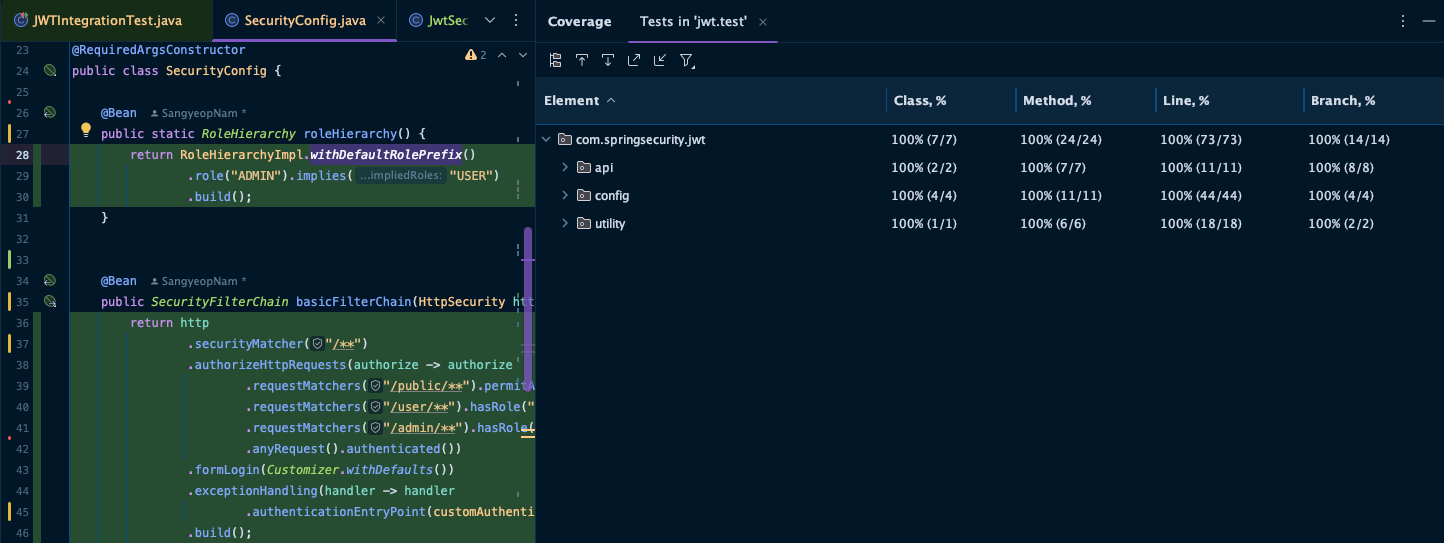 JWTIntegrationTest.java SecurityConfig.java JwtSec
23 @RequiredArgsConstructor 2
24 public class SecurityConfig {
25
26 @Bean SangyeopNam *
27 public static RoleHierarchy roleHierarchy() {
28 return RoleHierarchyImpl.withDefaultRolePrefix()
29 .role("ADMIN").implies( ...impliedRoles: "USER")
30 .build();
31 }
32
33
34 @Bean SangyeopNam *
35 public SecurityFilterChain basicFilterChain(HttpSecurity htt
36 return http
37 .securityMatcher("/**")
38 .authorizeHttpRequests(authorize -> authorize
39 .requestMatchers("/public/**").permitA
40 .requestMatchers("/user/**").hasRole("
41 .requestMatchers("/admin/**").hasRole(
42 .anyRequest().authenticated())
43 .formLogin(Customizer.withDefaults())
44 .exceptionHandling(handler -> handler
45 .authenticationEntryPoint(customAuthenti
46 .build();
Coverage Tests in 'jwt.test'
Element Class, % Method, % Line, % Branch, %
com.springsecurity.jwt 100% (7/7) 100% (24/24) 100% (73/73) 100% (14/14)
api 100% (2/2) 100% (7/7) 100% (11/11) 100% (8/8)
config 100% (4/4) 100% (11/11) 100% (44/44) 100% (4/4)
utility 100% (1/1) 100% (6/6) 100% (18/18) 100% (2/2)